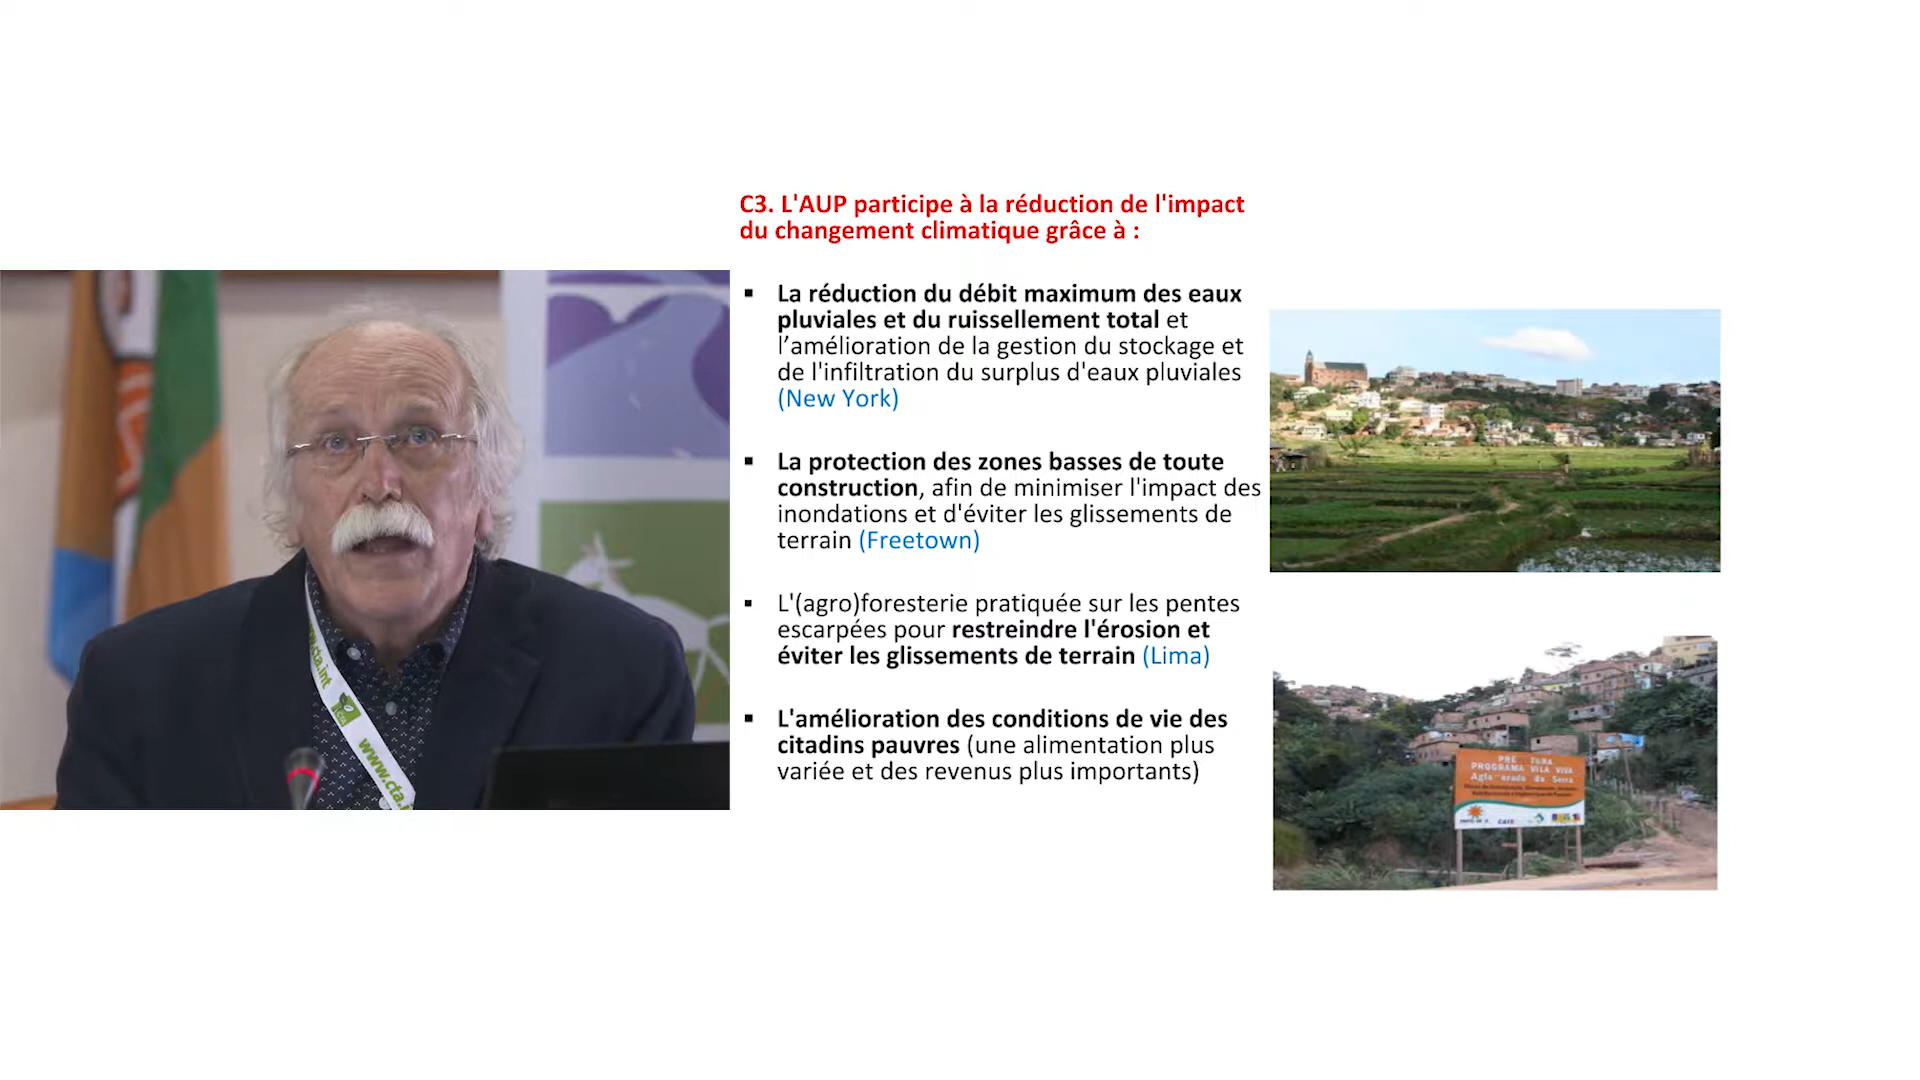 C3. L'AUP participe à la réduction de l'impact
du changement climatique grâce à :
▪ La réduction du débit maximum des eaux
pluviales et du ruissellement total et
l’amélioration de la gestion du stockage et
de l'infiltration du surplus d'eaux pluviales
(New York)
▪ La protection des zones basses de toute
construction, afin de minimiser l'impact des
inondations et d'éviter les glissements de
terrain (Freetown)
▪ L'(agro)foresterie pratiquée sur les pentes
escarpées pour restreindre l'érosion et
éviter les glissements de terrain (Lima)
▪ L'amélioration des conditions de vie des
citadins pauvres (une alimentation plus
variée et des revenus plus importants)
www.cta.int
PROGRAMA VILA VIVA
da Serra